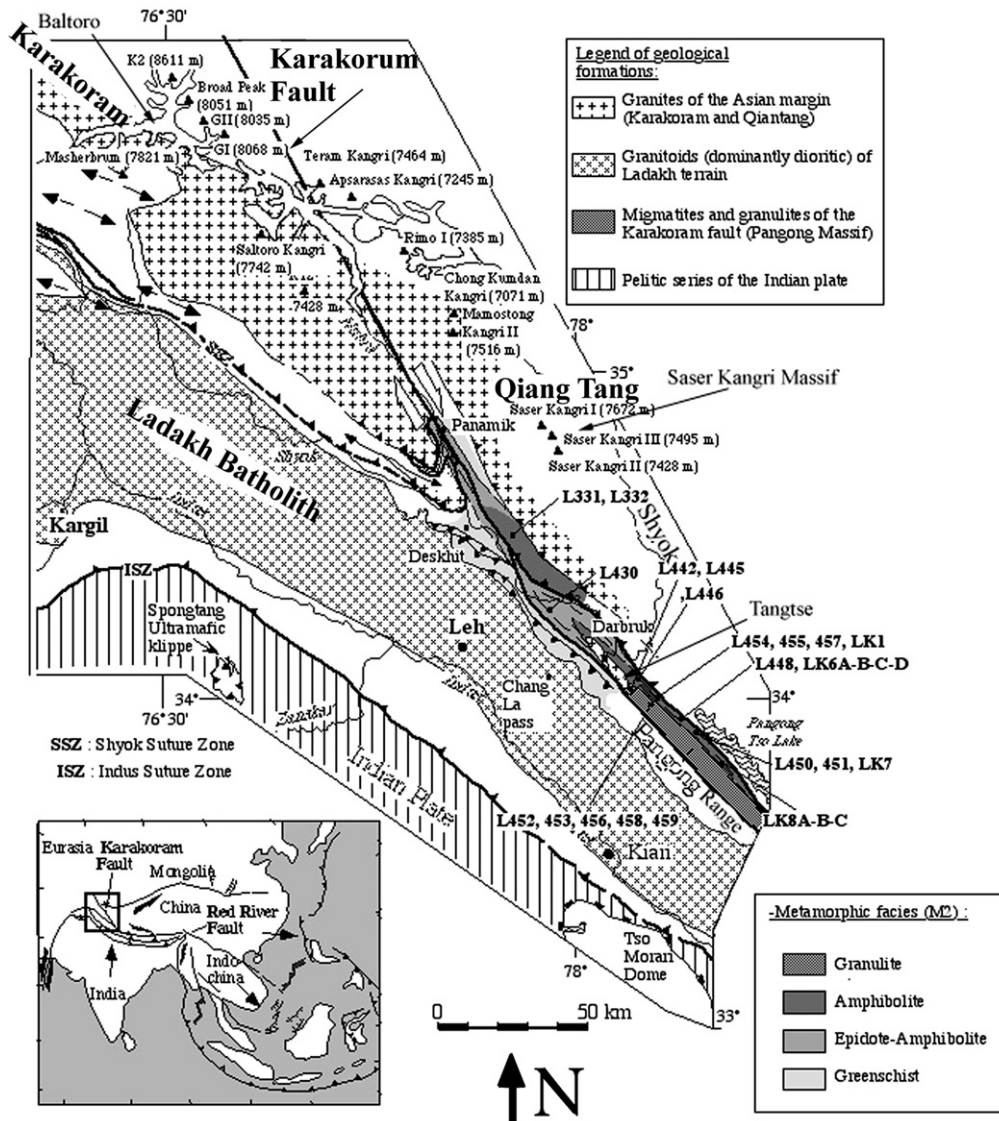 76°30'
Baltoro
Karakoram
K2 (8611 m)
Broad Peak
(8051 m)
GII (8035 m)
GI (8068 m)
Masherbrum (7821 m)
Karakorum
Fault
Teram Kangri (7464 m)
Apsarasas Kangri (7245 m)
Rimo I (7385 m)
Saltoro Kangri
(7742 m)
7428 m
Chong Kumdan
Kangri (7071 m)
Mamostong
Kangri II
(7516 m)
78°
35°
Legend of geological
formations:
Granites of the Asian margin
(Karakoram and Qiantang)
Granitoids (dominantly dioritic) of
Ladakh terrain
Migmatites and granulites of the
Karakoram fault (Pangong Massif)
Pelitic series of the Indian plate
Qiang Tang
Saser Kangri Massif
Saser Kangri I (7672 m)
Saser Kangri III (7495 m)
Saser Kangri II (7428 m)
Panamik
SSZ
Shyok
Ladakh Batholith
Indus
Kargil
L331, L332
Shyok
Deskhit
L430
L442, L445
,L446
Tangtse
Darbruk
L454, 455, 457, LK1
L448, LK6A-B-C-D
ISZ
Spongtang
Ultramafic
klippe
Leh
Indus
Chang
La
pass
34°
76°30'
Zanskar
34°
Pangong
Tso Lake
Pangong Range
L450, 451, LK7
SSZ : Shyok Suture Zone
ISZ : Indus Suture Zone
Indian Plate
L452, 453, 456, 458, 459
LK8A-B-C
Kian
Tso
Morari
Dome
78°
33°
Eurasia
Karakoram
Fault
Mongolia
China
Red River
Fault
Indo
china
India
0
50 km
N
-Metamorphic facies (M2) :
Granulite
Amphibolite
Epidote-Amphibolite
Greenschist